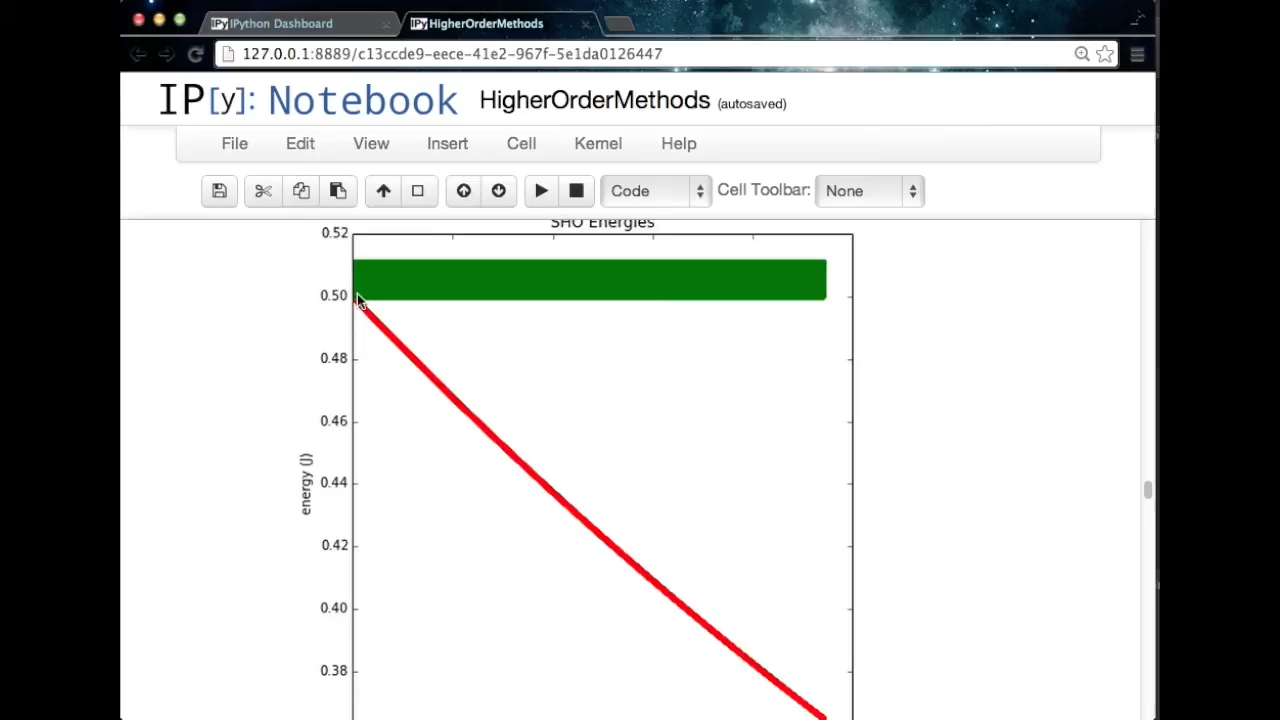 IP[y] IPython Dashboard
IP[y] HigherOrderMethods
127.0.0.1:8889/c13ccde9-eece-41e2-967f-5e1da0126447
IP[y]: Notebook HigherOrderMethods (autosaved)
File Edit View Insert Cell Kernel Help
Code Cell Toolbar: None
SHO Energies
0.52
0.50
0.48
0.46
0.44
0.42
0.40
0.38
energy (J)